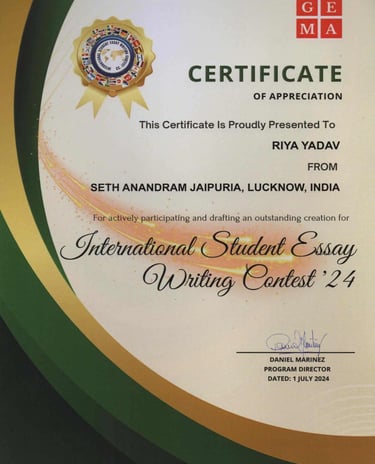 G E
M A
CERTIFICATE
OF APPRECIATION
This Certificate Is Proudly Presented To
RIYA YADAV
FROM
SETH ANANDRAM JAIPURIA, LUCKNOW, INDIA
For actively participating and drafting an outstanding creation for
International Student Essay
Writing Contest '24
DANIEL MARINEZ
PROGRAM DIRECTOR
DATED: 1 JULY 2024